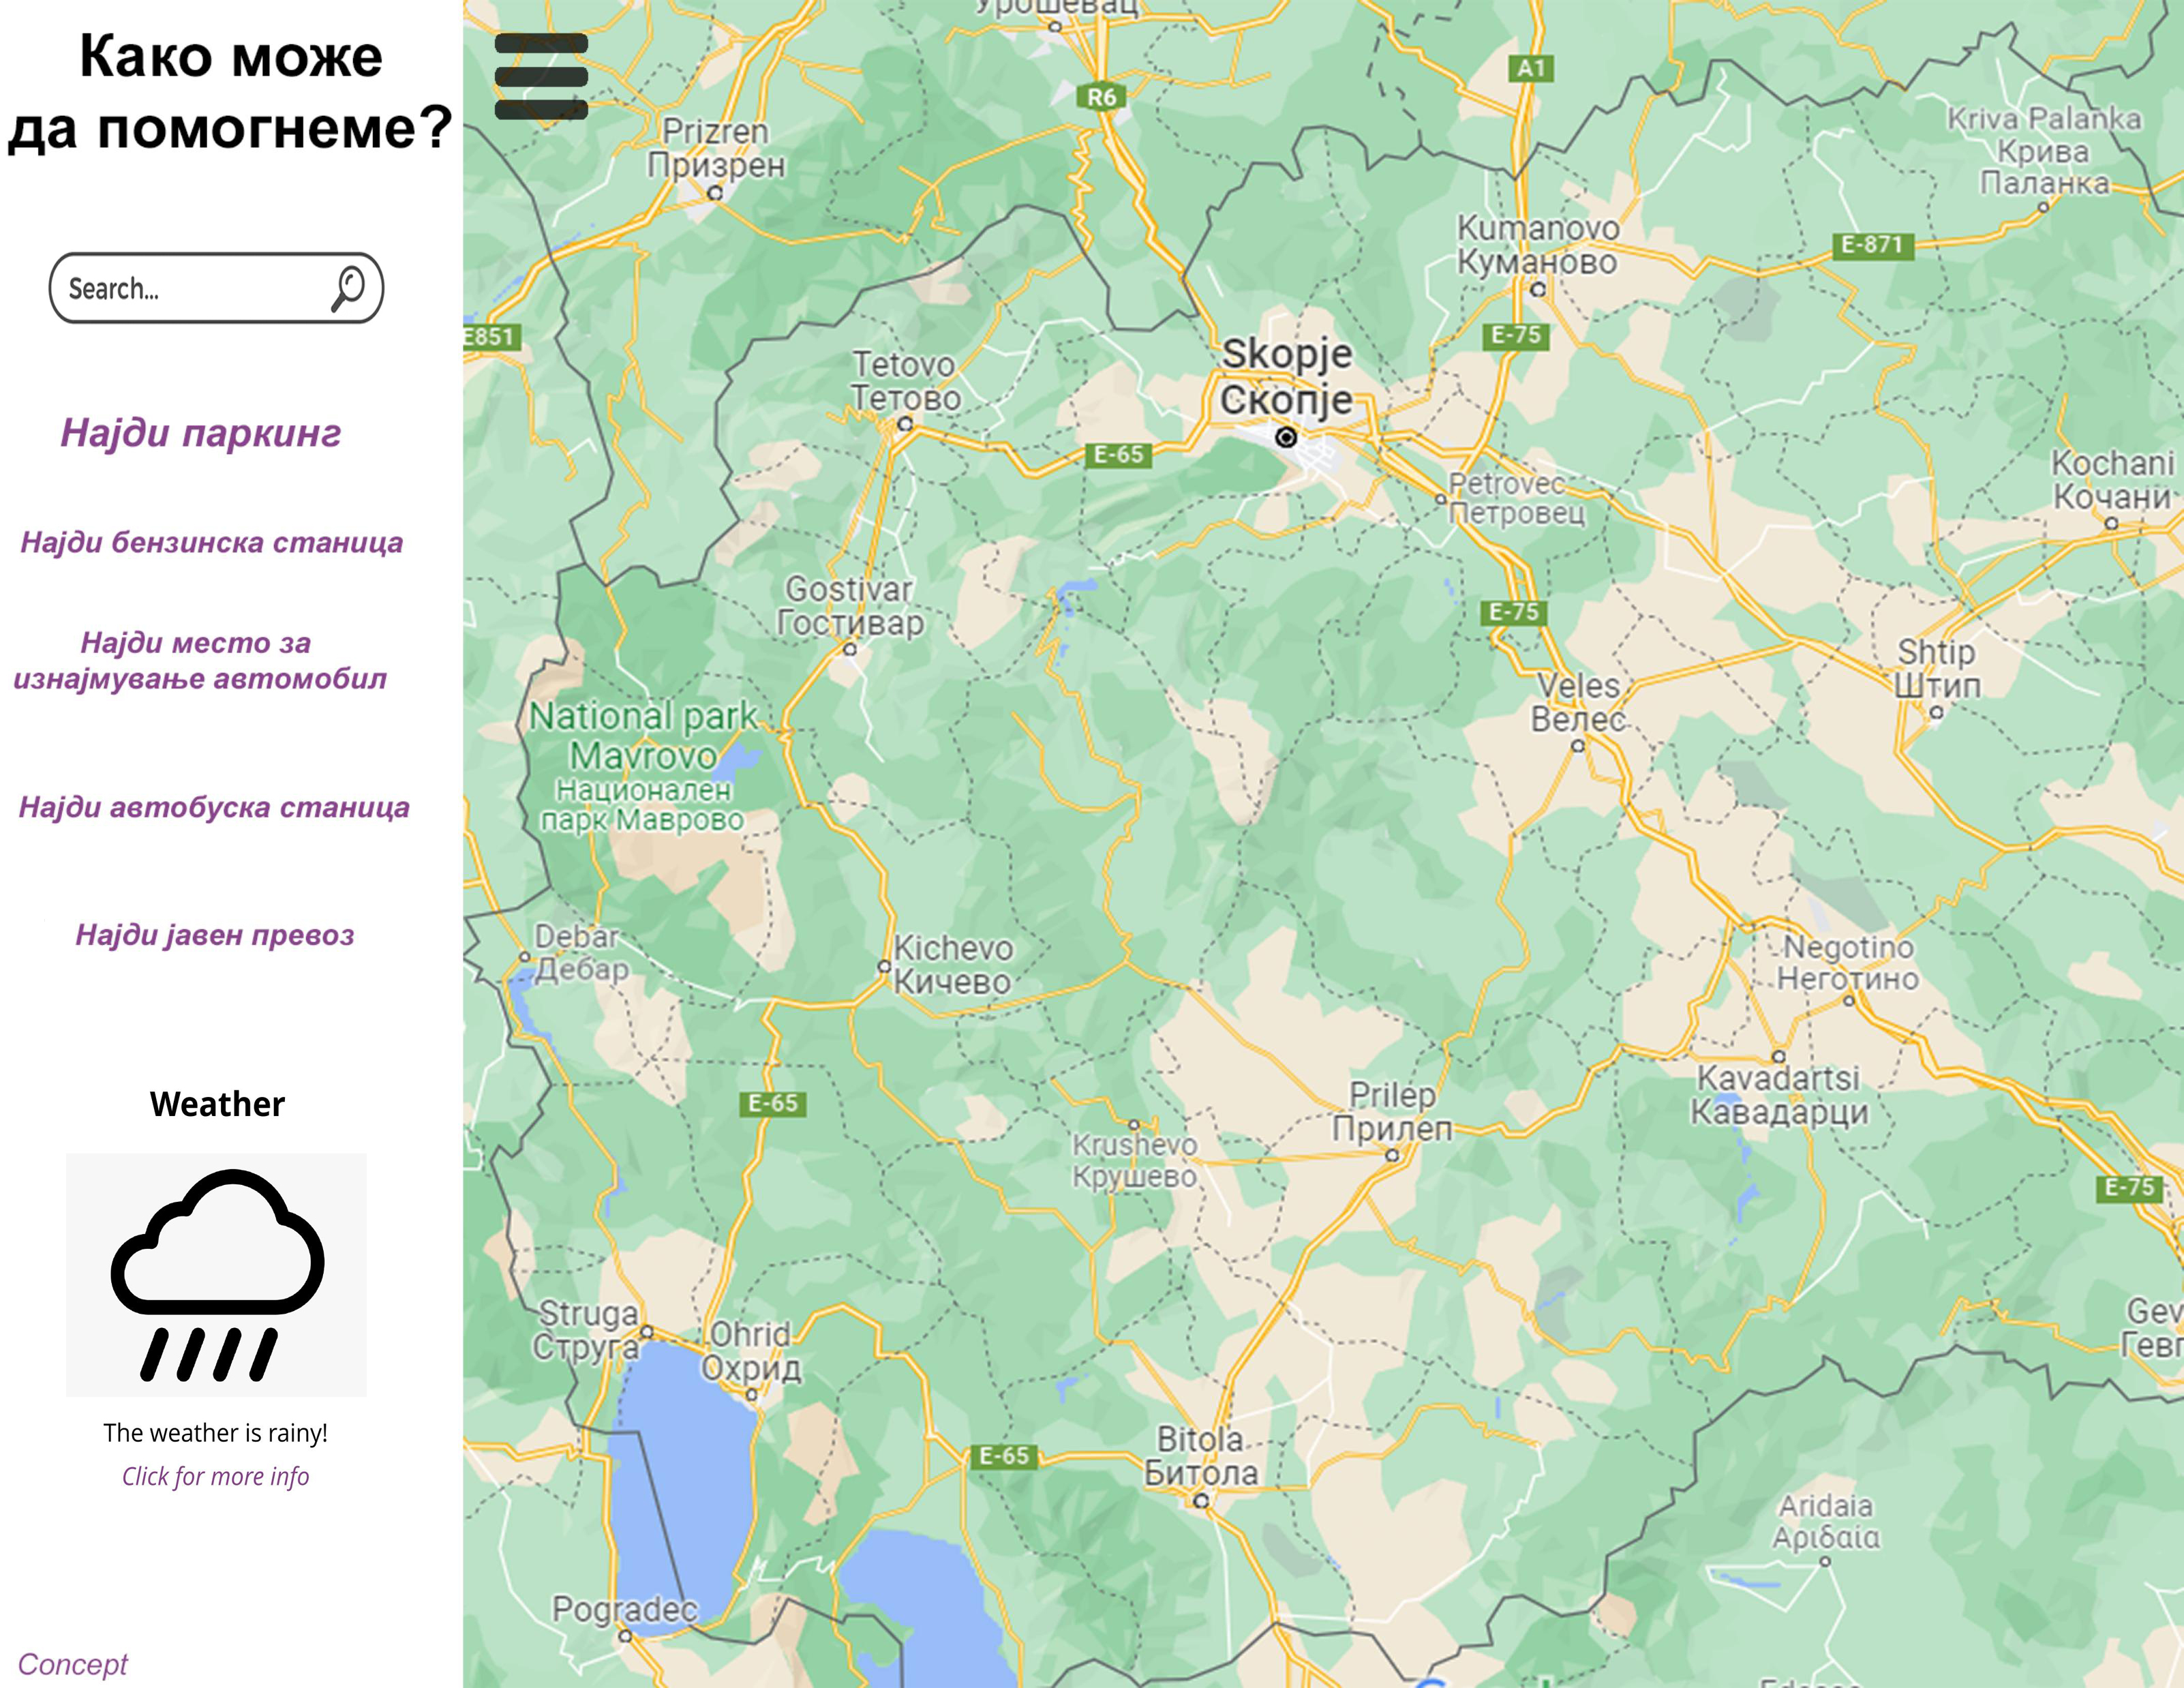 Како може
да помогнеме?
Search...
Најди паркинг
Најди бензинска станица
Најди место за
изнајмување автомобил
Најди автобуска станица
Најди јавен превоз
Weather
The weather is rainy!
Click for more info
Concept
Урошевац
A1
R6
Prizren
Призрен
Kriva Palanka
Крива
Паланка
Kumanovo
Куманово
E-871
E851
E-75
Skopje
Скопје
Tetovo
Тетово
E-65
Petrovec
Петровец
Kochani
Кочани
Gostivar
Гостивар
E-75
Shtip
Штип
Veles
Велес
National park
Mavrovo
Национален
парк Маврово
Debar
Дебар
Kichevo
Кичево
Negotino
Неготино
Kavadartsi
Кавадарци
E-65
Prilep
Прилеп
Krushevo
Крушево
E-75
Struga
Струга
Ohrid
Охрид
Gev
Гевг
E-65
Bitola
Битола
Aridaia
Αριδαία
Pogradec